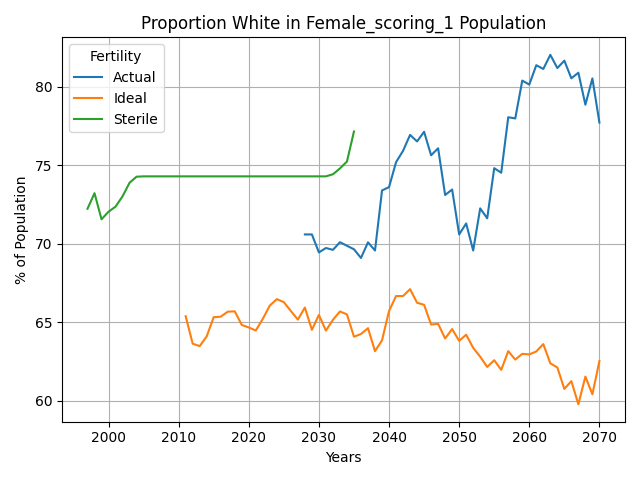 Proportion White in Female_scoring_1 Population
Fertility
Actual
Ideal
Sterile
% of Population
80
75
70
65
60
2000 2010 2020 2030 2040 2050 2060 2070
Years